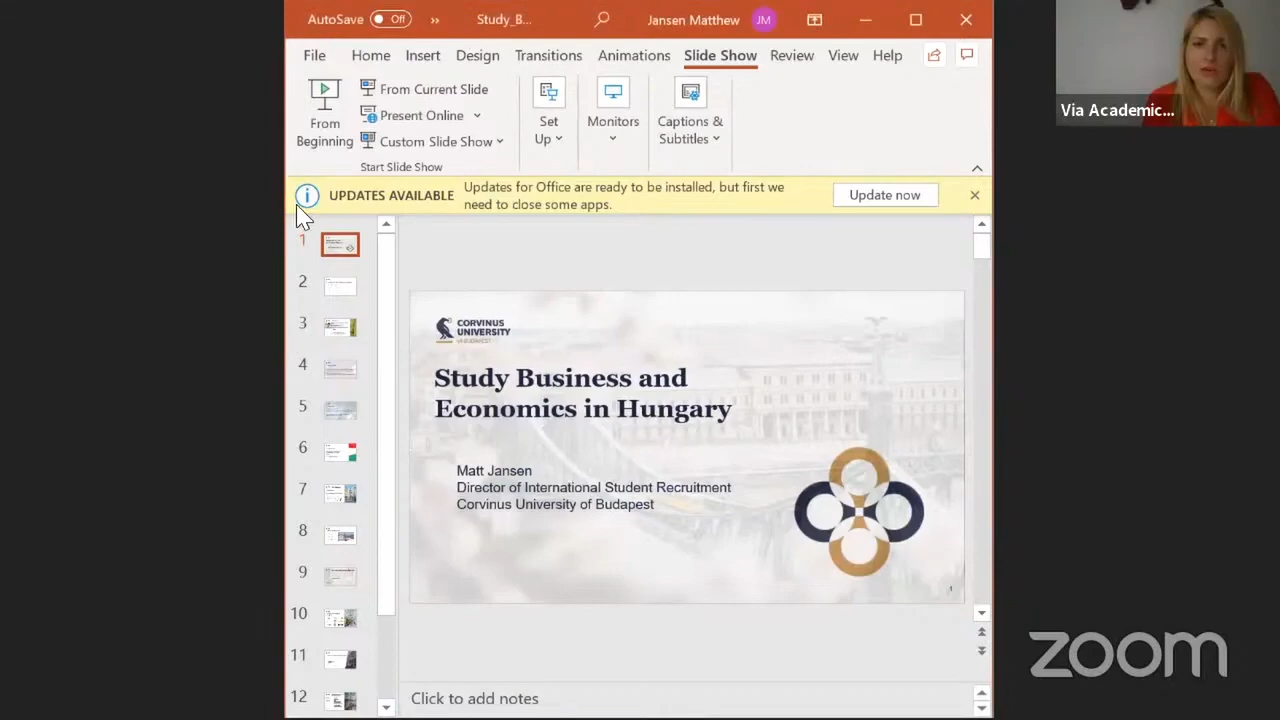 AutoSave Off Study_B... Jansen Matthew JM
File Home Insert Design Transitions Animations Slide Show Review View Help
From Beginning
From Current Slide
Present Online
Custom Slide Show
Start Slide Show
Set Up
Monitors
Captions & Subtitles
UPDATES AVAILABLE
Updates for Office are ready to be installed, but first we
need to close some apps.
Update now
1
2
3
4
5
6
7
8
9
10
11
12
CORVINUS
UNIVERSITY
of BUDAPEST
Study Business and
Economics in Hungary
Matt Jansen
Director of International Student Recruitment
Corvinus University of Budapest
1
Click to add notes
Via Academic...
zoom